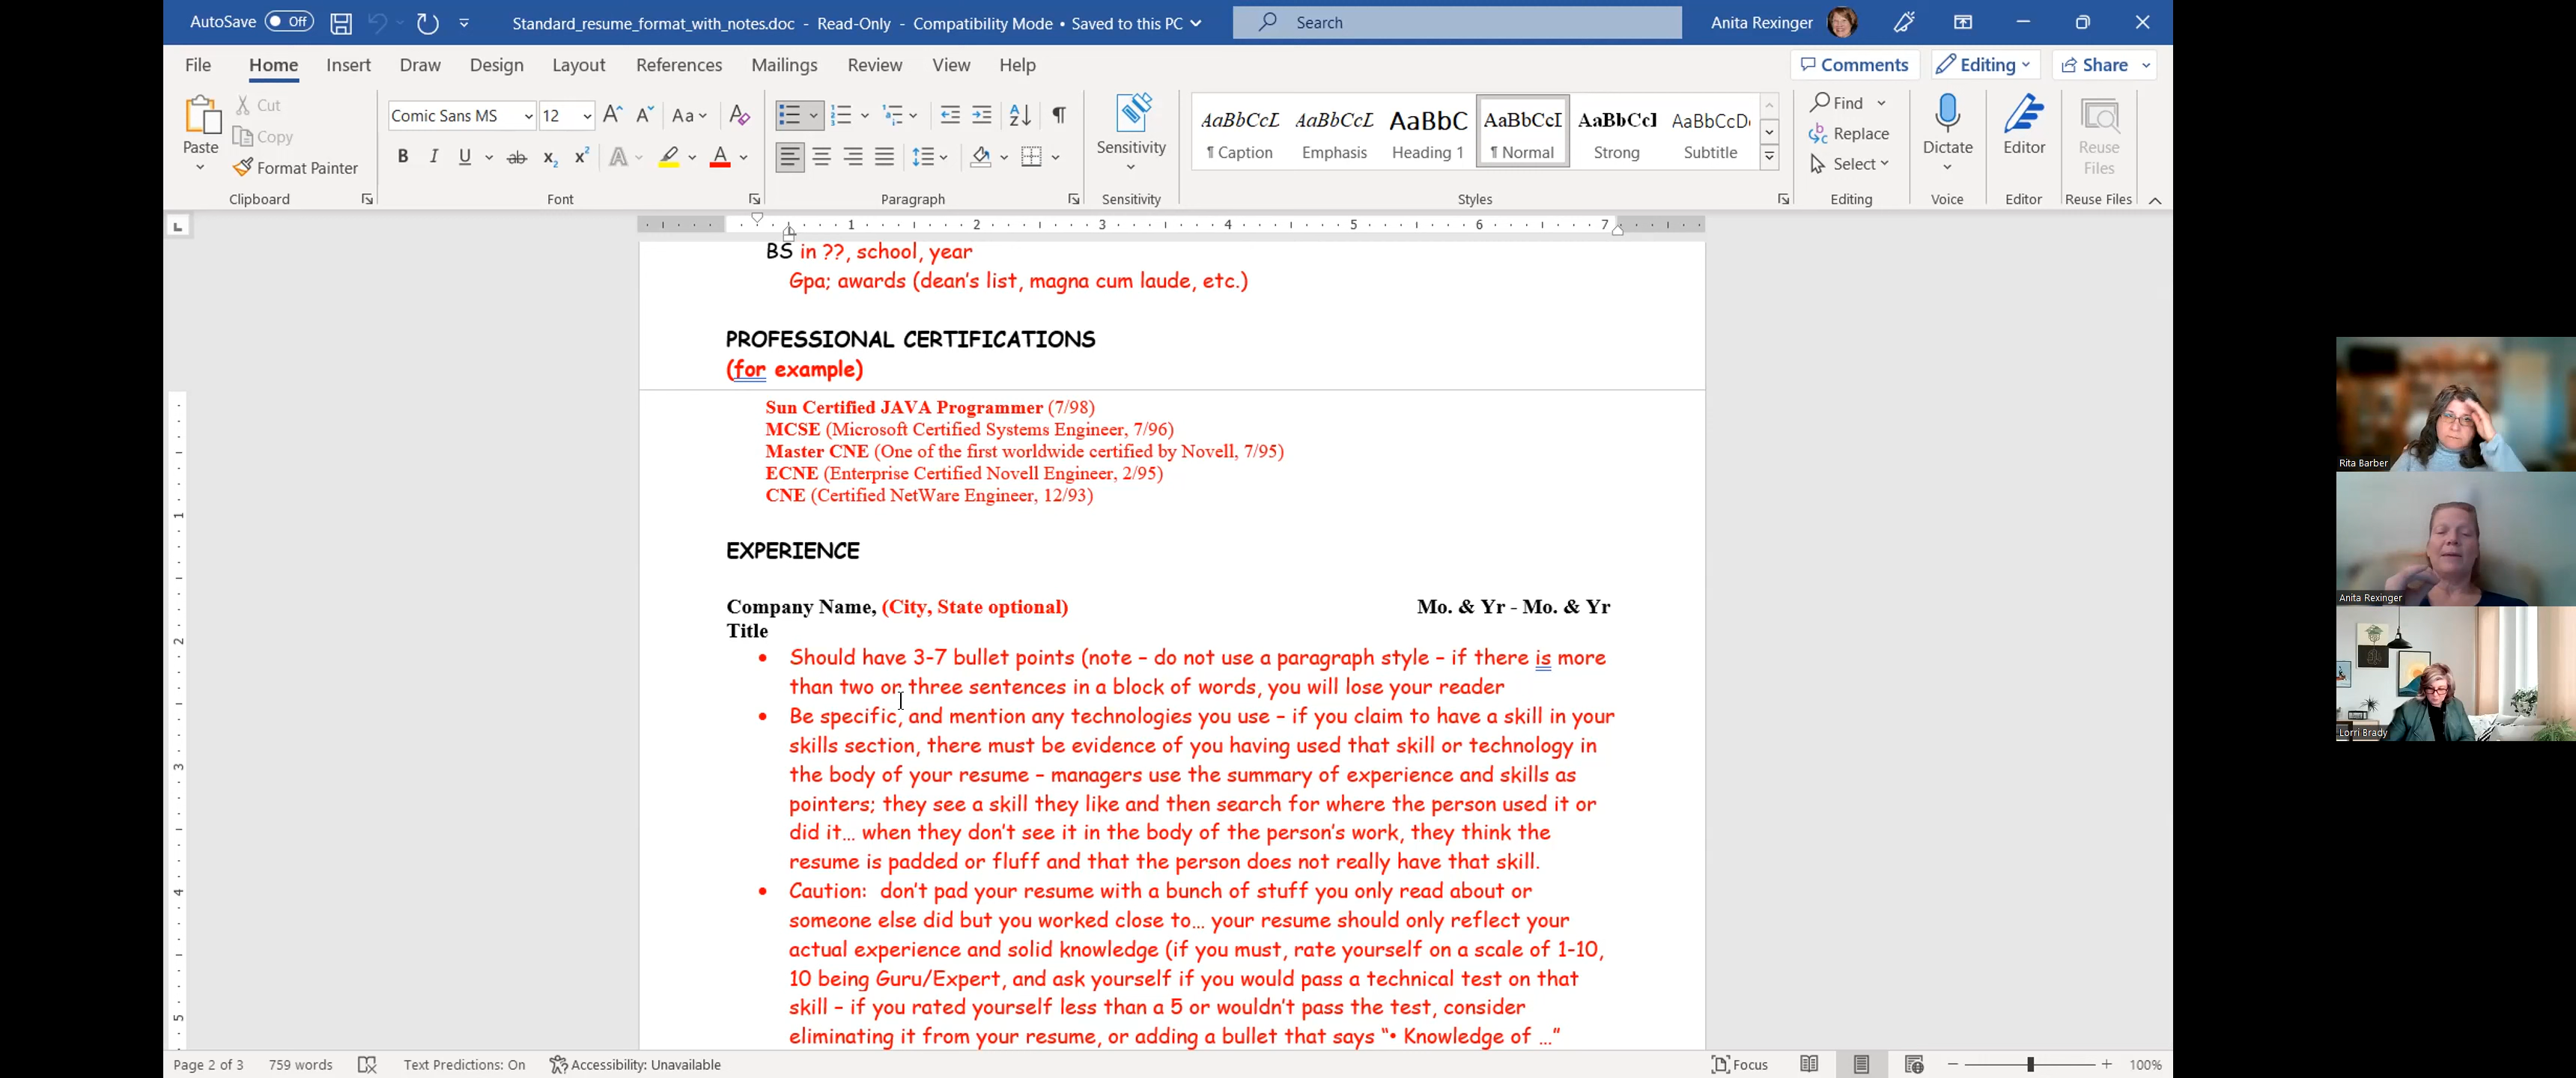 AutoSave Off Standard_resume_format_with_notes.doc - Read-Only - Compatibility Mode • Saved to this PC Search Anita Rexinger
File Home Insert Draw Design Layout References Mailings Review View Help Comments Editing Share
Paste Cut Copy Format Painter
Clipboard
Comic Sans MS 12
Font
Paragraph
Sensitivity
Sensitivity
AaBbCcI AaBbCcL AaBbC AaBbCcI AaBbCcI AaBbCcD
¶ Caption Emphasis Heading 1 ¶ Normal Strong Subtitle
Styles
Find
Replace
Select
Editing
Dictate
Voice
Editor
Editor
Reuse Files
Reuse Files
1 2 3 4 5 6 7
BS in ??, school, year
Gpa; awards (dean's list, magna cum laude, etc.)
PROFESSIONAL CERTIFICATIONS
(for example)
Sun Certified JAVA Programmer (7/98)
MCSE (Microsoft Certified Systems Engineer, 7/96)
Master CNE (One of the first worldwide certified by Novell, 7/95)
ECNE (Enterprise Certified Novell Engineer, 2/95)
CNE (Certified NetWare Engineer, 12/93)
EXPERIENCE
Company Name, (City, State optional) Mo. & Yr - Mo. & Yr
Title
• Should have 3-7 bullet points (note – do not use a paragraph style – if there is more
than two or three sentences in a block of words, you will lose your reader
• Be specific, and mention any technologies you use – if you claim to have a skill in your
skills section, there must be evidence of you having used that skill or technology in
the body of your resume – managers use the summary of experience and skills as
pointers; they see a skill they like and then search for where the person used it or
did it… when they don't see it in the body of the person's work, they think the
resume is padded or fluff and that the person does not really have that skill.
• Caution:  don't pad your resume with a bunch of stuff you only read about or
someone else did but you worked close to… your resume should only reflect your
actual experience and solid knowledge (if you must, rate yourself on a scale of 1-10,
10 being Guru/Expert, and ask yourself if you would pass a technical test on that
skill – if you rated yourself less than a 5 or wouldn't pass the test, consider
eliminating it from your resume, or adding a bullet that says "• Knowledge of …"
1
2
3
4
5
Page 2 of 3 759 words Text Predictions: On Accessibility: Unavailable Focus 100%
Rita Barber
Anita Rexinger
Lorri Brady